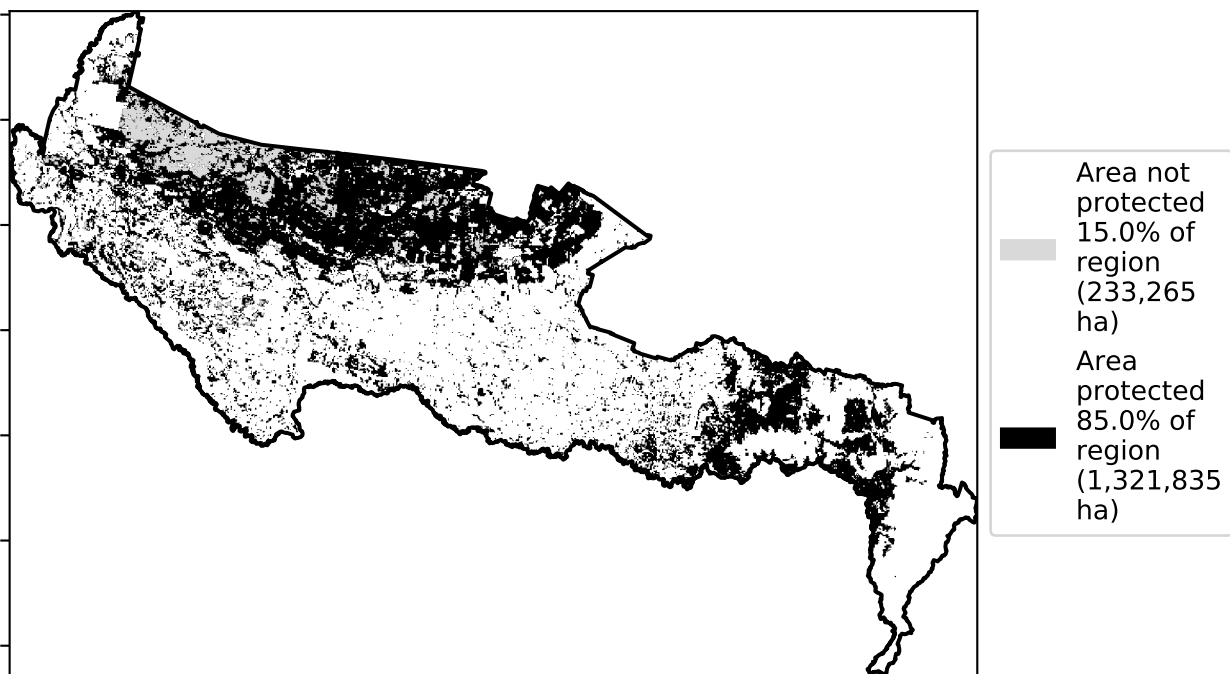 Area not
protected
15.0% of
region
(233,265
ha)
Area
protected
85.0% of
region
(1,321,835
ha)